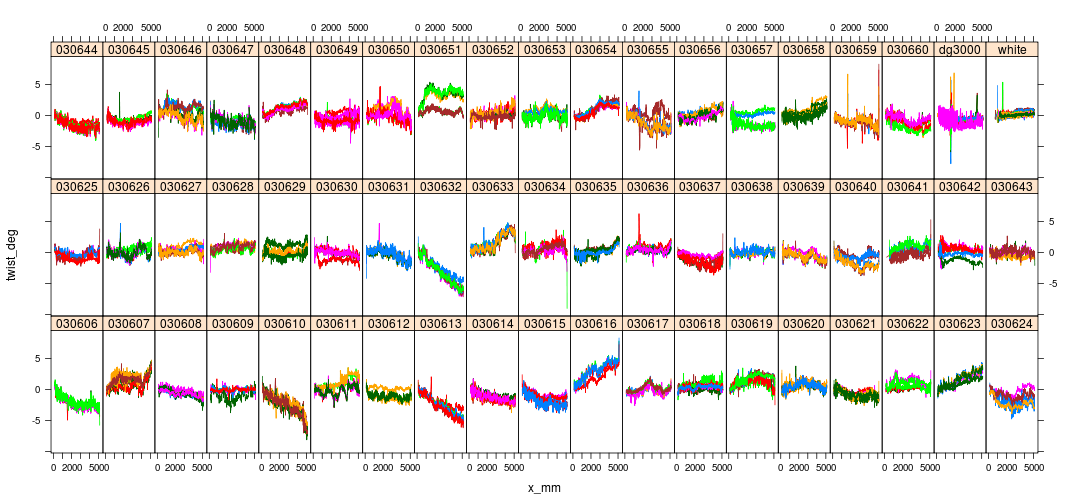 0 2000 5000 0 2000 5000 0 2000 5000 0 2000 5000 0 2000 5000 0 2000 5000 0 2000 5000 0 2000 5000 0 2000 5000
030644 030645 030646 030647 030648 030649 030650 030651 030652 030653 030654 030655 030656 030657 030658 030659 030660 dg3000 white
5
0
-5
030625 030626 030627 030628 030629 030630 030631 030632 030633 030634 030635 030636 030637 030638 030639 030640 030641 030642 030643
5
0
-5
twist_deg
030606 030607 030608 030609 030610 030611 030612 030613 030614 030615 030616 030617 030618 030619 030620 030621 030622 030623 030624
5
0
-5
0 2000 5000 0 2000 5000 0 2000 5000 0 2000 5000 0 2000 5000 0 2000 5000 0 2000 5000 0 2000 5000 0 2000 5000 0 2000 5000
x_mm